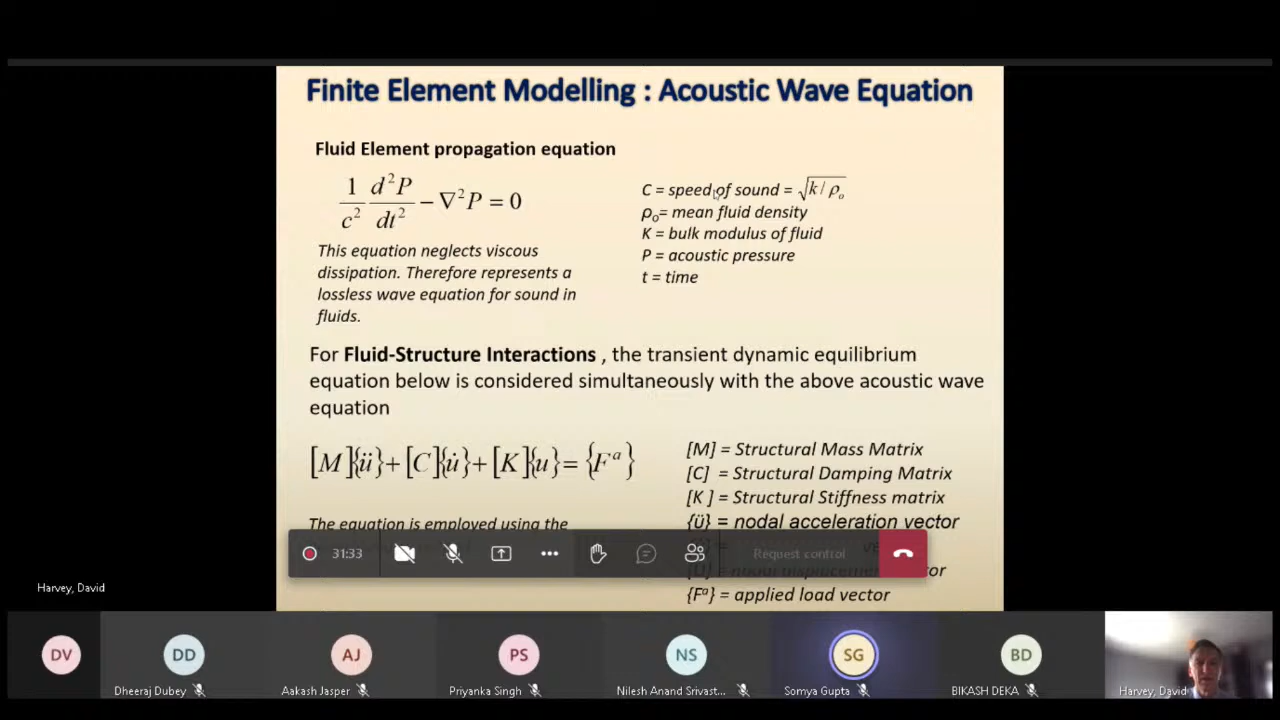 Finite Element Modelling : Acoustic Wave Equation
Fluid Element propagation equation
1/c² d²P/dt² − ∇²P = 0
C = speed of sound = √k / ρₒ
ρₒ= mean fluid density
K = bulk modulus of fluid
P = acoustic pressure
t = time
This equation neglects viscous
dissipation. Therefore represents a
lossless wave equation for sound in
fluids.
For Fluid-Structure Interactions , the transient dynamic equilibrium
equation below is considered simultaneously with the above acoustic wave
equation
[M]{ü}+[C]{u̇}+[K]{u}={Fᵃ}
[M] = Structural Mass Matrix
[C] = Structural Damping Matrix
[K ] = Structural Stiffness matrix
{ü} = nodal acceleration vector
{Fᵃ} = applied load vector
The equation is employed using the
31:33
Request control
Harvey, David
DV
DD
AJ
PS
NS
SG
BD
Dheeraj Dubey
Aakash Jasper
Priyanka Singh
Nilesh Anand Srivast...
Somya Gupta
BIKASH DEKA
Harvey, David